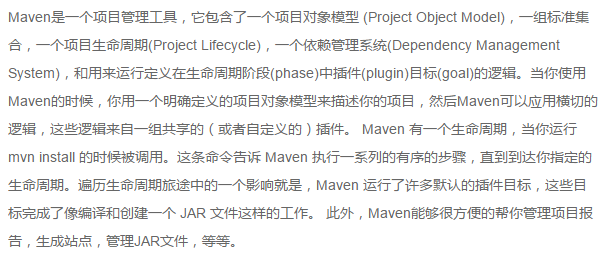 Maven是一个项目管理工具，它包含了一个项目对象模型 (Project Object Model)，一组标准集
合，一个项目生命周期(Project Lifecycle)，一个依赖管理系统(Dependency Management
System)，和用来运行定义在生命周期阶段(phase)中插件(plugin)目标(goal)的逻辑。当你使用
Maven的时候，你用一个明确定义的项目对象模型来描述你的项目，然后Maven可以应用横切的
逻辑，这些逻辑来自一组共享的（或者自定义的）插件。 Maven 有一个生命周期，当你运行
mvn install 的时候被调用。这条命令告诉 Maven 执行一系列的有序的步骤，直到到达你指定的
生命周期。遍历生命周期旅途中的一个影响就是，Maven 运行了许多默认的插件目标，这些目
标完成了像编译和创建一个 JAR 文件这样的工作。 此外，Maven能够很方便的帮你管理项目报
告，生成站点，管理JAR文件，等等。